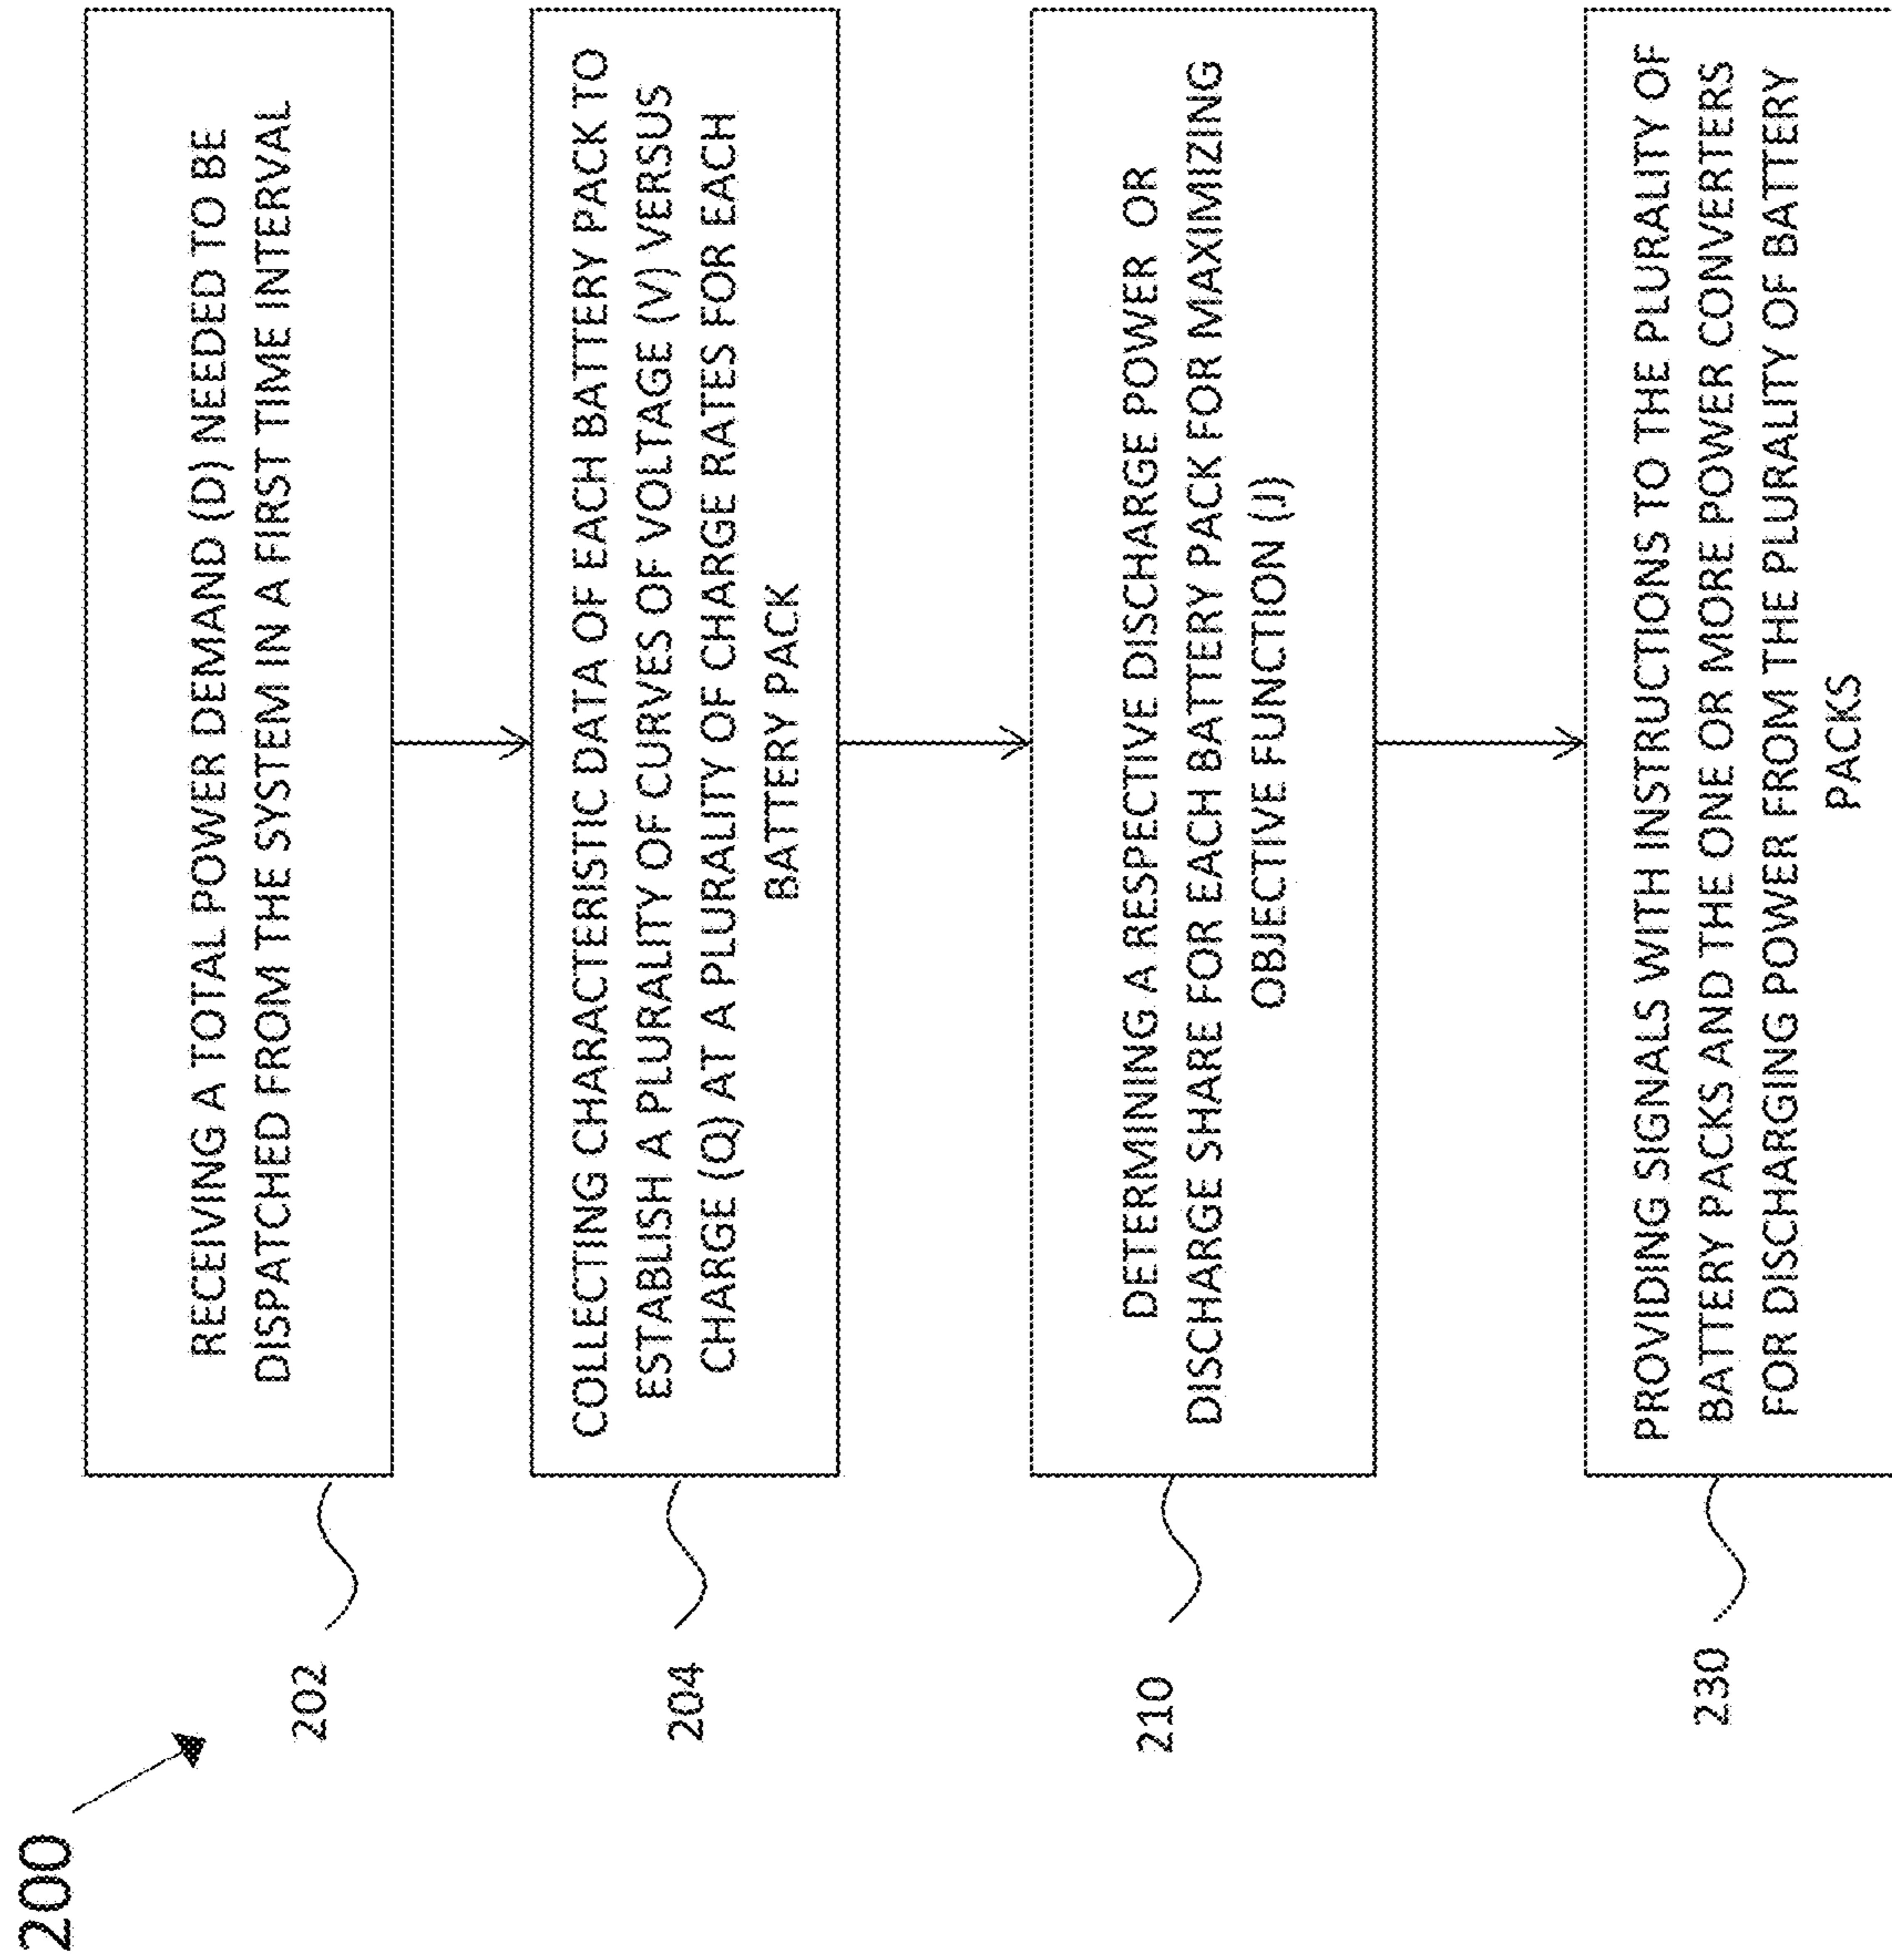 200
202
RECEIVING A TOTAL POWER DEMAND (D) NEEDED TO BE
DISPATCHED FROM THE SYSTEM IN A FIRST TIME INTERVAL
204
COLLECTING CHARACTERISTIC DATA OF EACH BATTERY PACK TO
ESTABLISH A PLURALITY OF CURVES OF VOLTAGE (V) VERSUS
CHARGE (Q) AT A PLURALITY OF CHARGE RATES FOR EACH
BATTERY PACK
210
DETERMINING A RESPECTIVE DISCHARGE POWER OR
DISCHARGE SHARE FOR EACH BATTERY PACK FOR MAXIMIZING
OBJECTIVE FUNCTION (J)
230
PROVIDING SIGNALS WITH INSTRUCTIONS TO THE PLURALITY OF
BATTERY PACKS AND THE ONE OR MORE POWER CONVERTERS
FOR DISCHARGING POWER FROM THE PLURALITY OF BATTERY
PACKS